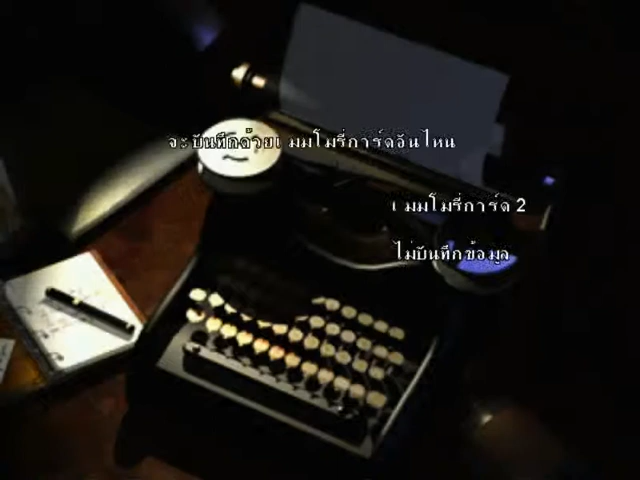 จะบันทึกด้วยเมมโมรี่การ์ดอันไหน
เมมโมรี่การ์ด 2
ไม่บันทึกข้อมูล